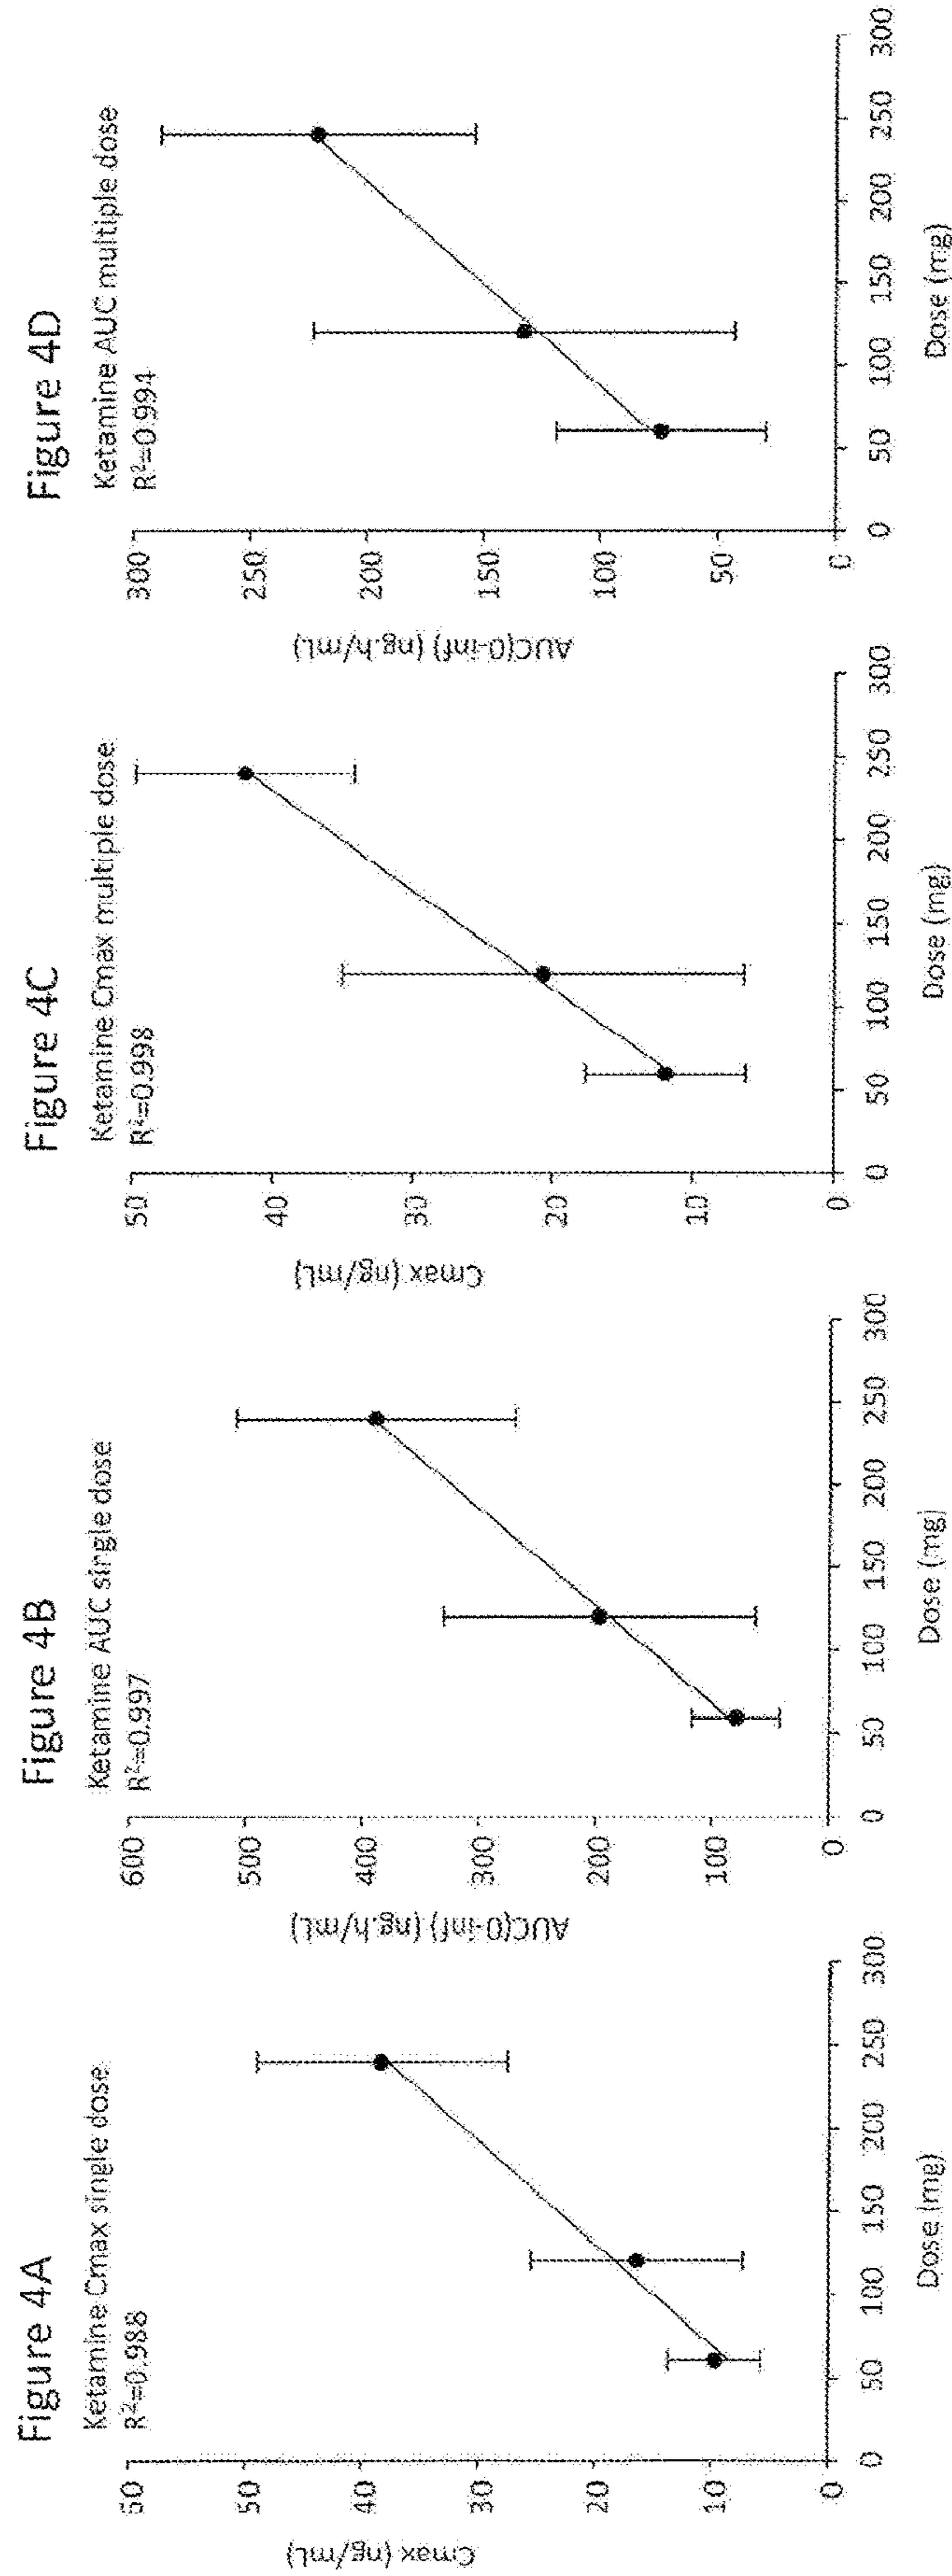 Figure 4A
Ketamine Cmax single dose
R²=0.988
Cmax (ng/mL)
60
50
40
30
20
10
0
0 50 100 150 200 250 300
Dose (mg)
Figure 4B
Ketamine AUC single dose
R²=0.997
AUC(0-inf) (ng.h/mL)
600
500
400
300
200
100
0
0 50 100 150 200 250 300
Dose (mg)
Figure 4C
Ketamine Cmax multiple dose
R²=0.998
Cmax (ng/mL)
50
40
30
20
10
0
0 50 100 150 200 250 300
Dose (mg)
Figure 4D
Ketamine AUC multiple dose
R²=0.994
AUC(0-inf) (ng.h/mL)
300
250
200
150
100
50
0
0 50 100 150 200 250 300
Dose (mg)